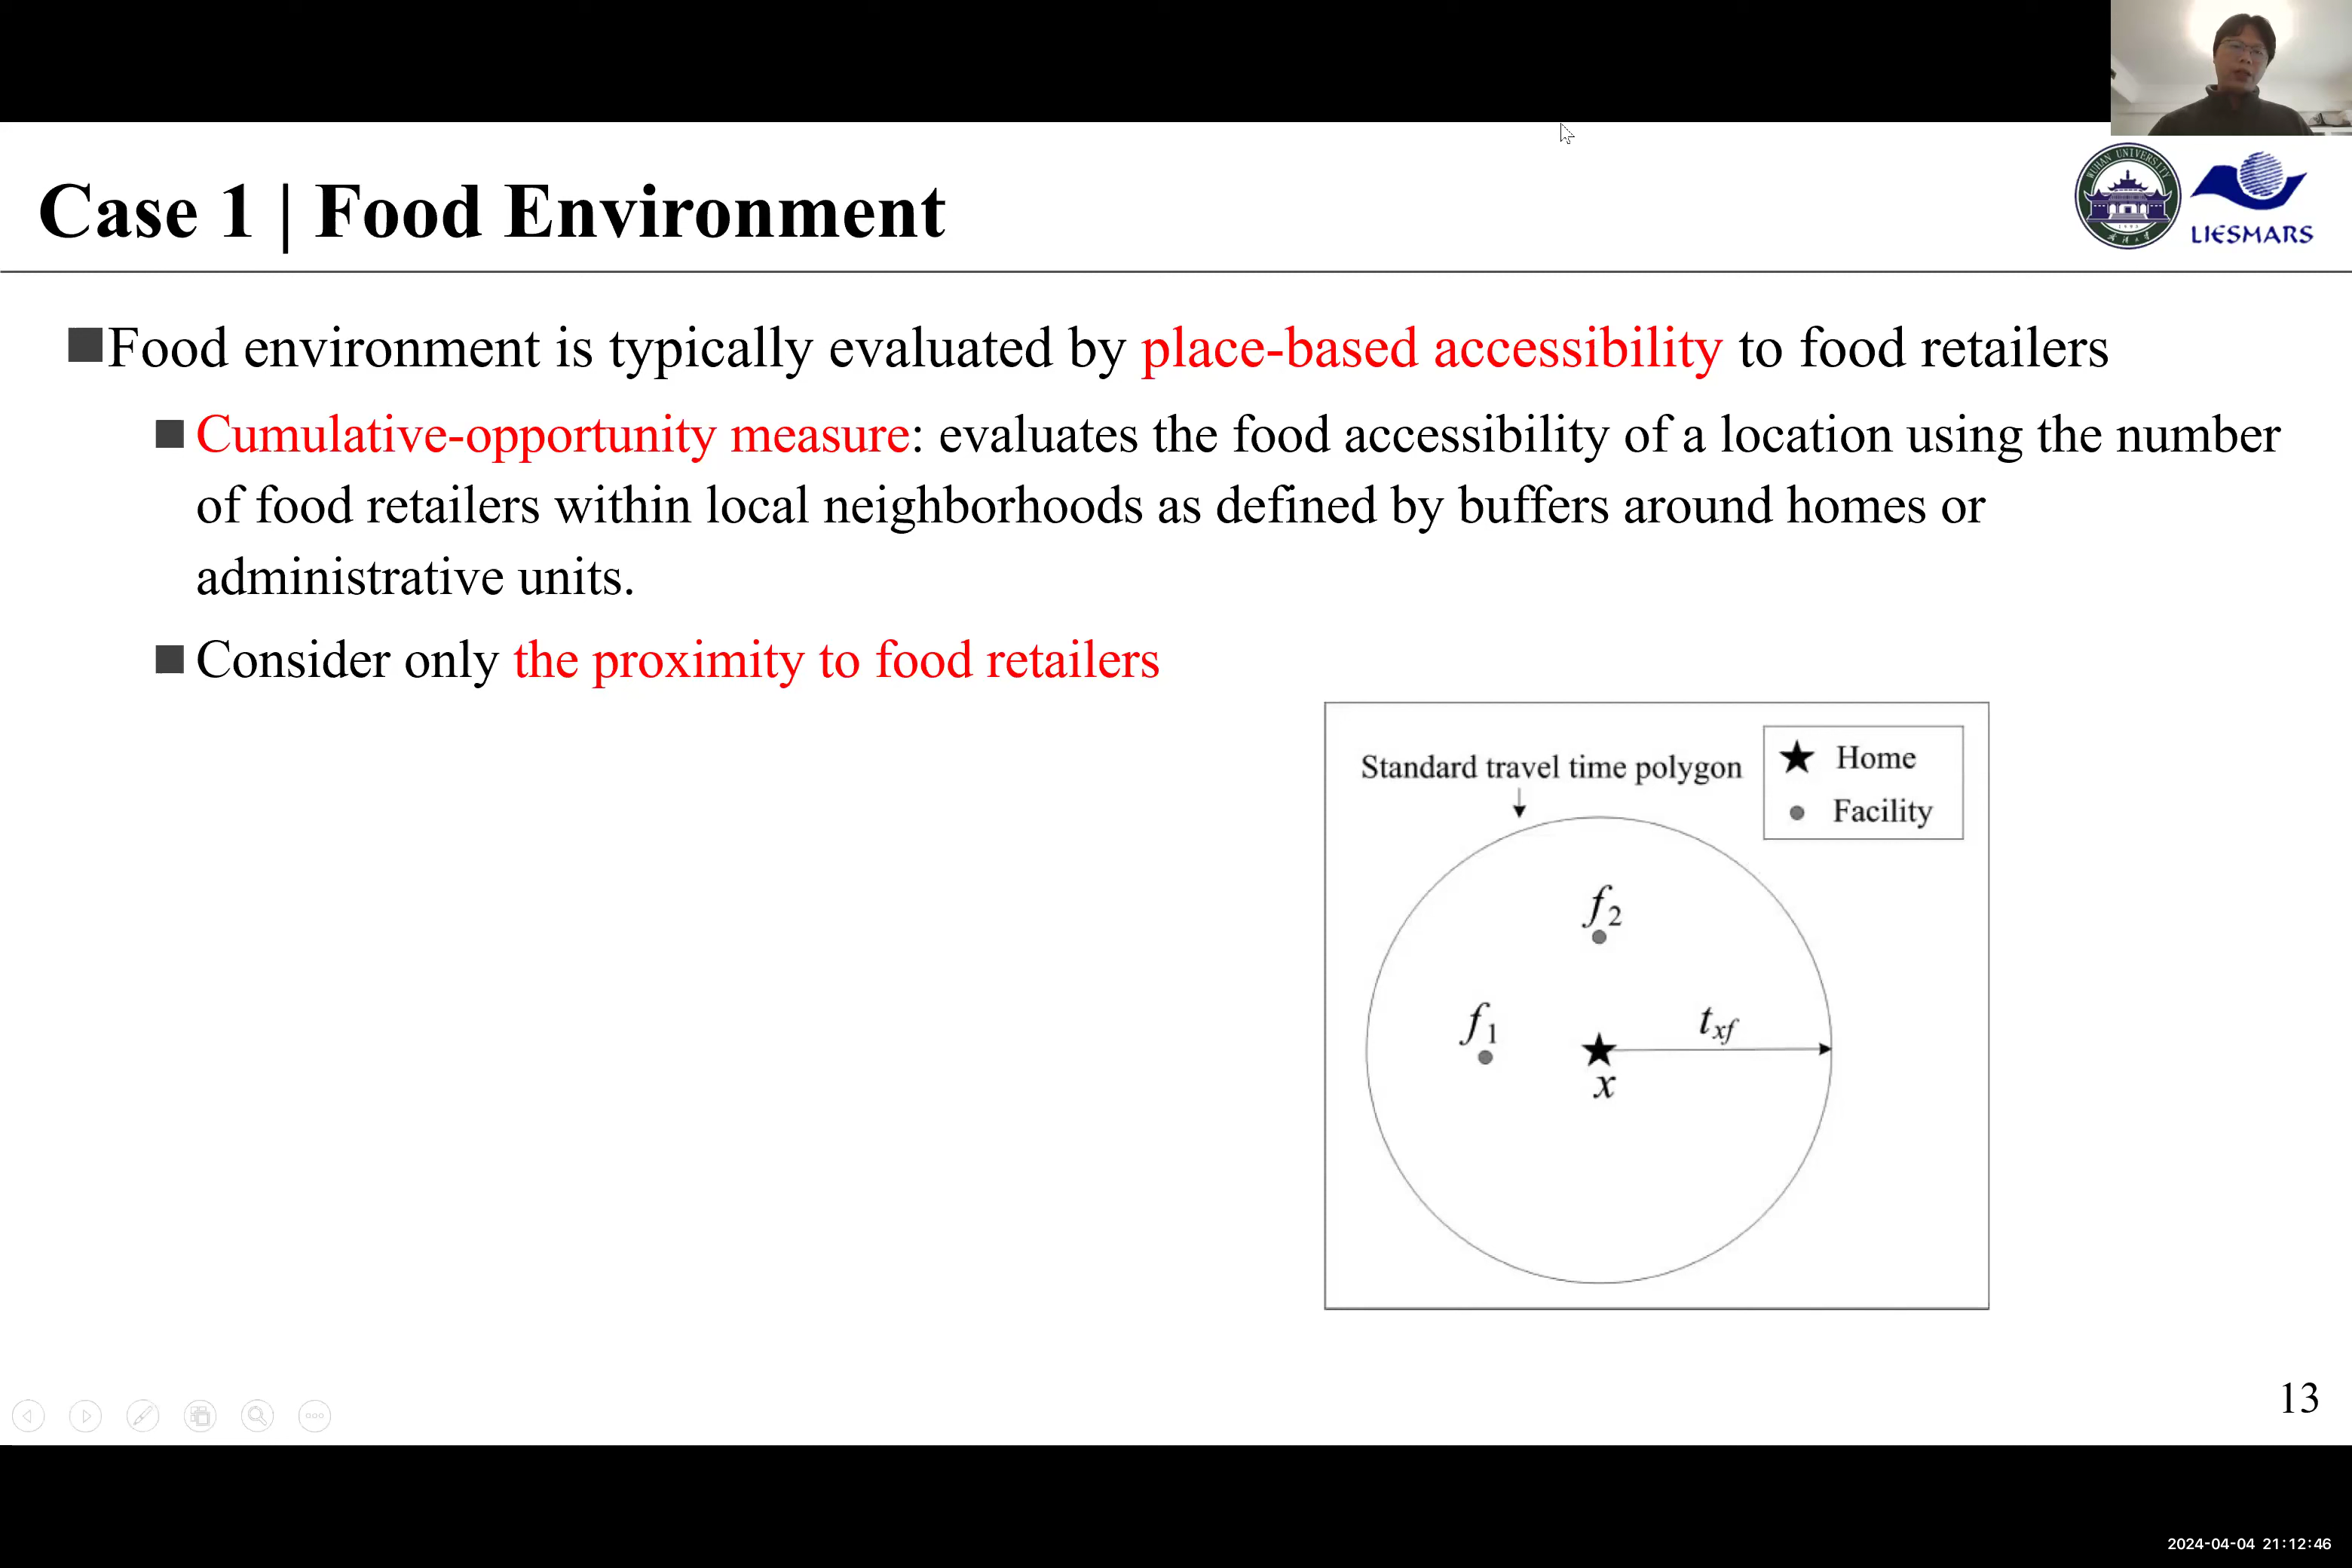 Case 1 | Food Environment
WUHAN UNIVERSITY
LIESMARS
Food environment is typically evaluated by place-based accessibility to food retailers
Cumulative-opportunity measure: evaluates the food accessibility of a location using the number
of food retailers within local neighborhoods as defined by buffers around homes or
administrative units.
Consider only the proximity to food retailers
Standard travel time polygon
Home
Facility
f2
f1
txf
x
13
2024-04-04 21:12:46